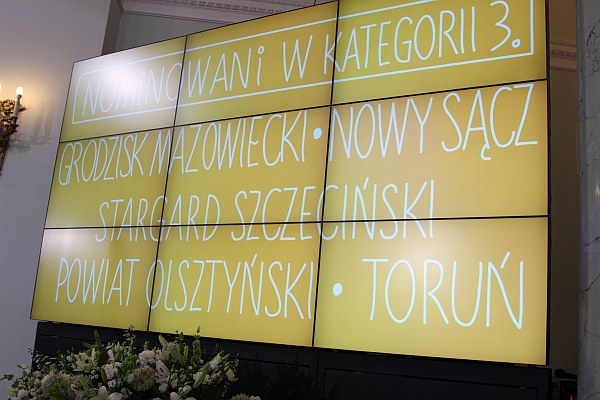 NOMINOWANi W KATEGORII 3.
GRODZISK MAZOWIECKI • NOWY SĄCZ
STARGARD SZCZECIŃSKI
POWIAT OLSZTYŃSKI • TORUŃ